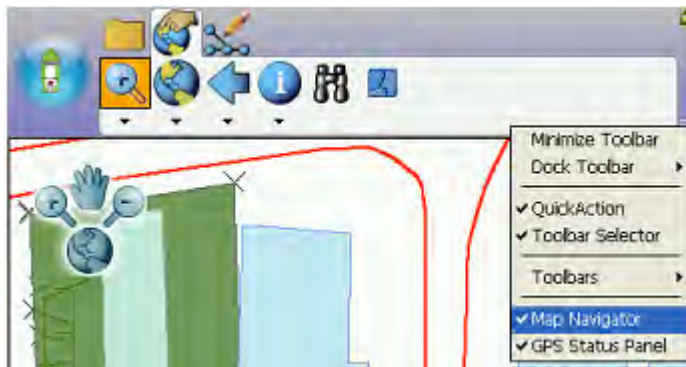 Minimize Toolbar
Dock Toolbar
QuickAction
Toolbar Selector
Toolbars
Map Navigator
GPS Status Panel